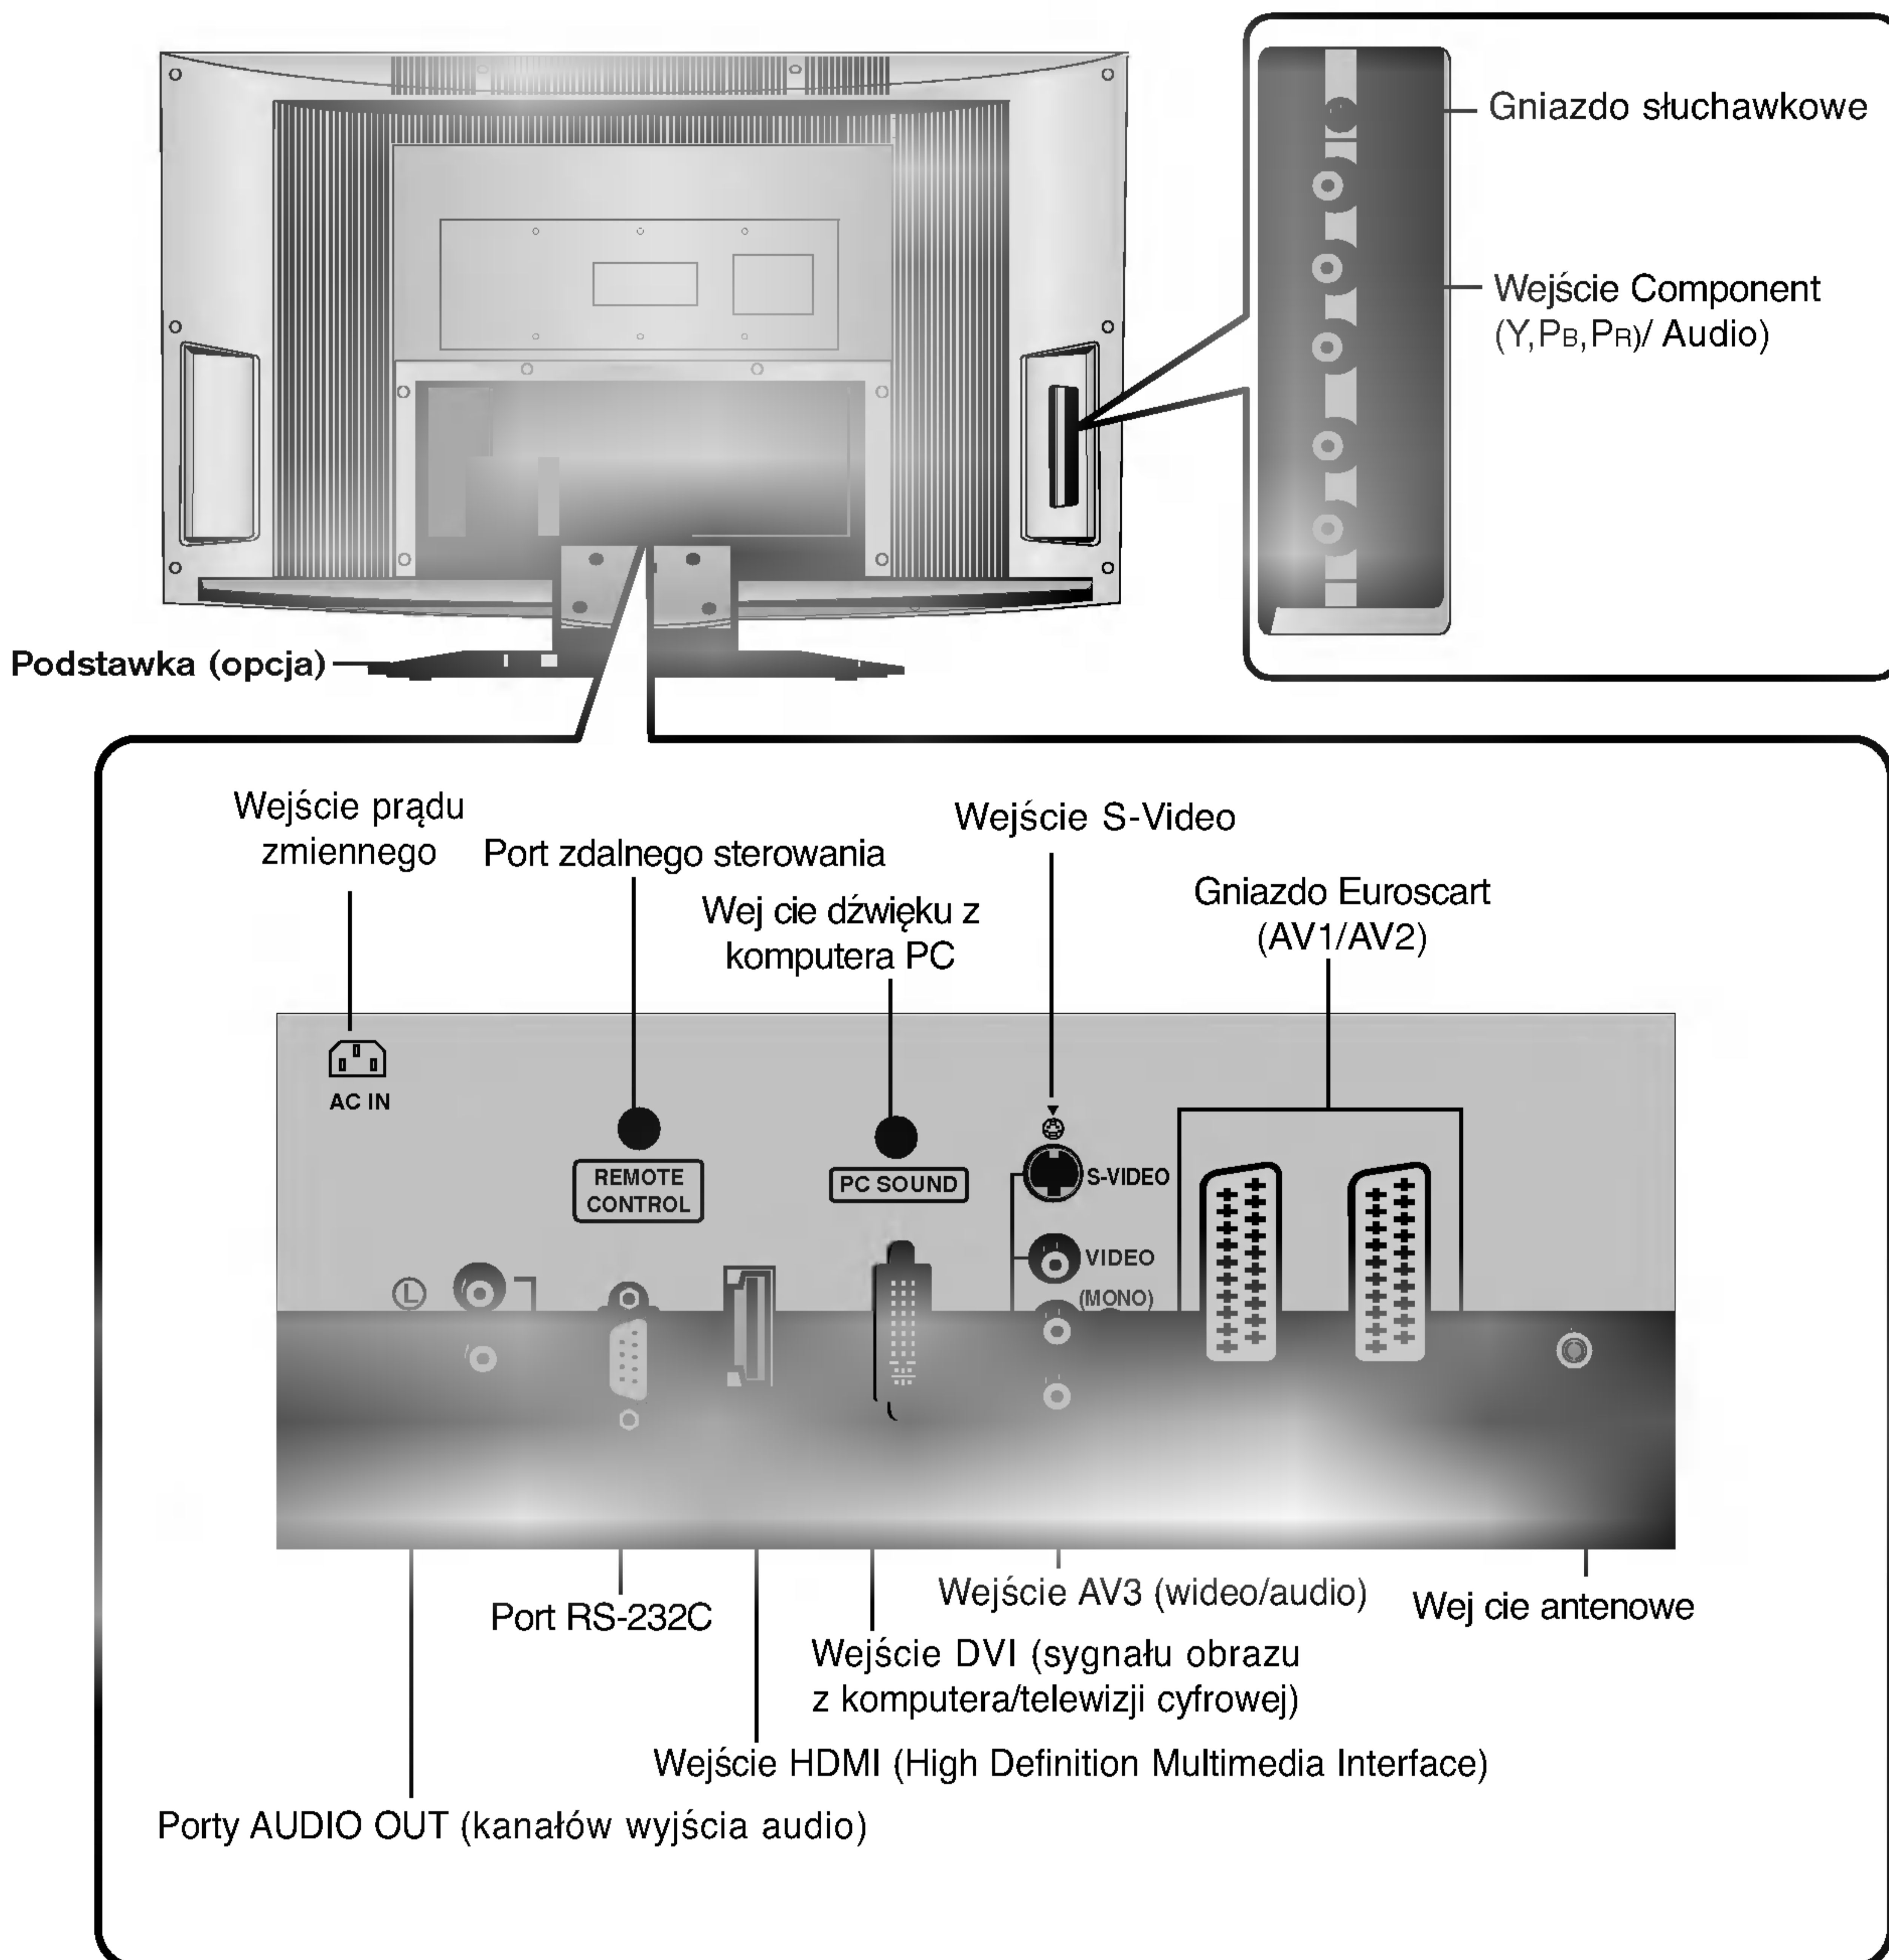 Gniazdo słuchawkowe
Wejście Component
(Y,PB,PR)/ Audio)
Podstawka (opcja)
Wejście prądu
zmiennego
Port zdalnego sterowania
Wej cie dźwięku z
komputera PC
Wejście S-Video
Gniazdo Euroscart
(AV1/AV2)
AC IN
REMOTE
CONTROL
PC SOUND
S-VIDEO
VIDEO
(MONO)
L
Port RS-232C
Wejście AV3 (wideo/audio)
Wej cie antenowe
Wejście DVI (sygnału obrazu
z komputera/telewizji cyfrowej)
Wejście HDMI (High Definition Multimedia Interface)
Porty AUDIO OUT (kanałów wyjścia audio)